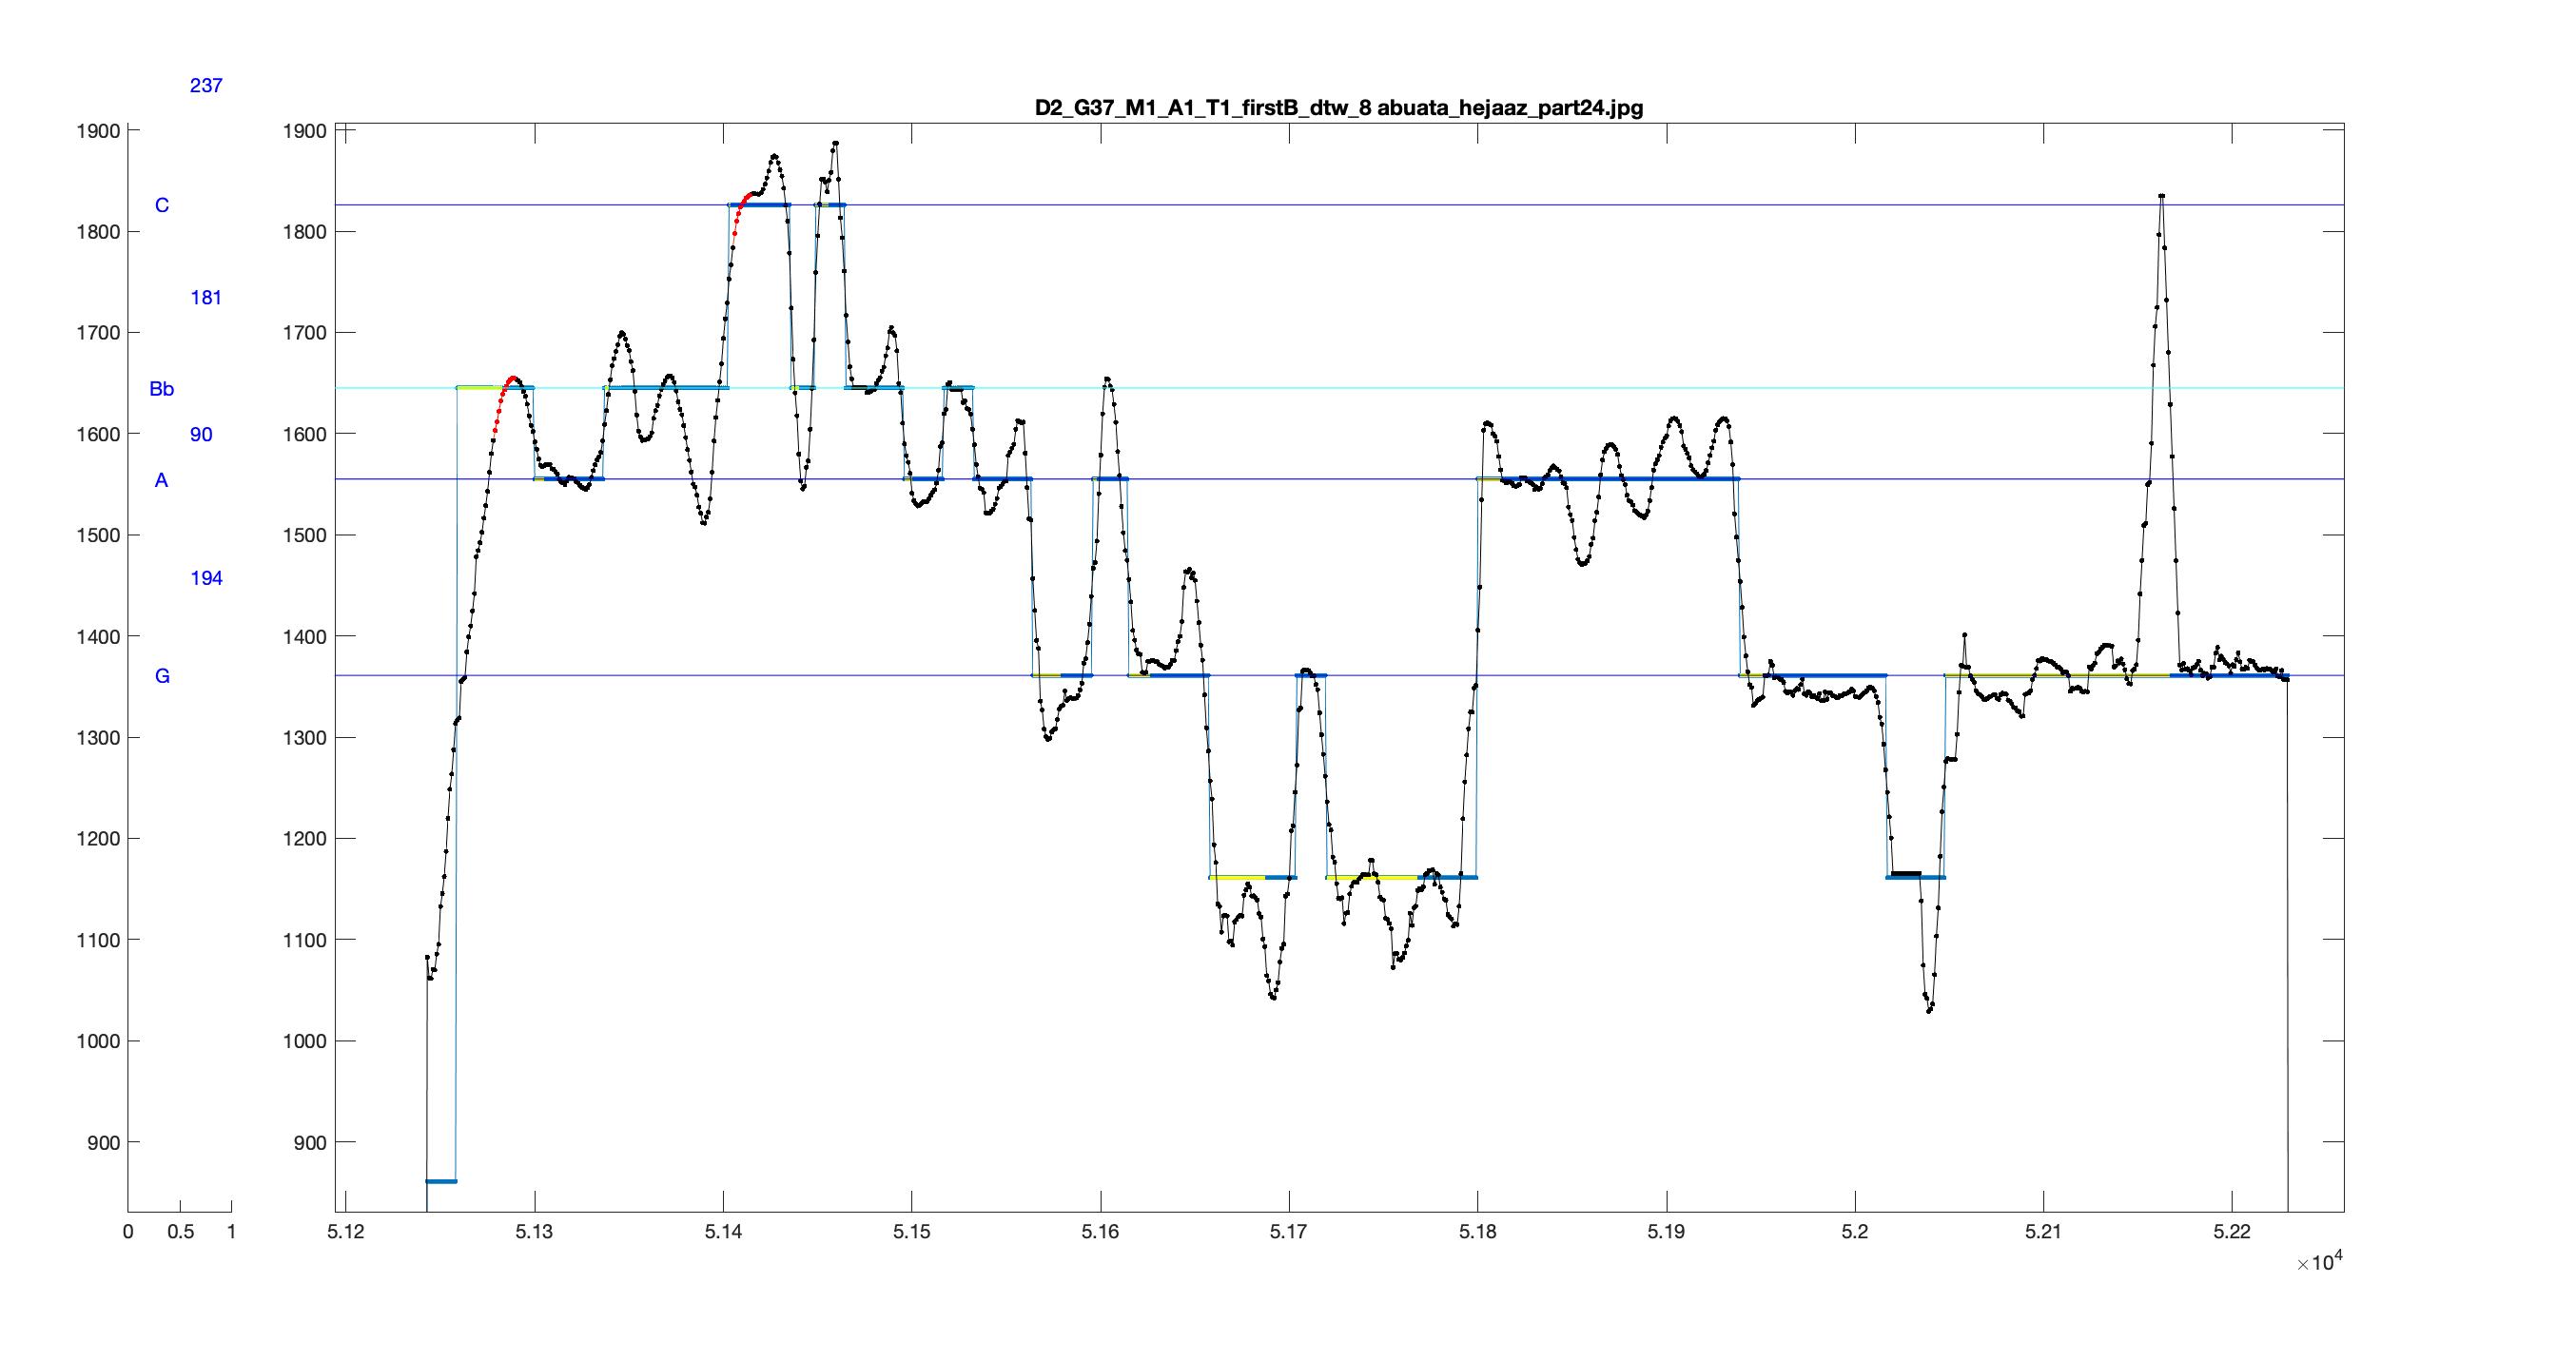 237
D2_G37_M1_A1_T1_firstB_dtw_8 abuata_hejaaz_part24.jpg
1900 1900
C
1800 1800
181
1700 1700
Bb
1600 90 1600
A
1500 1500
194
1400 1400
G
1300 1300
1200 1200
1100 1100
1000 1000
900 900
0 0.5 1 5.12 5.13 5.14 5.15 5.16 5.17 5.18 5.19 5.2 5.21 5.22
×10^4